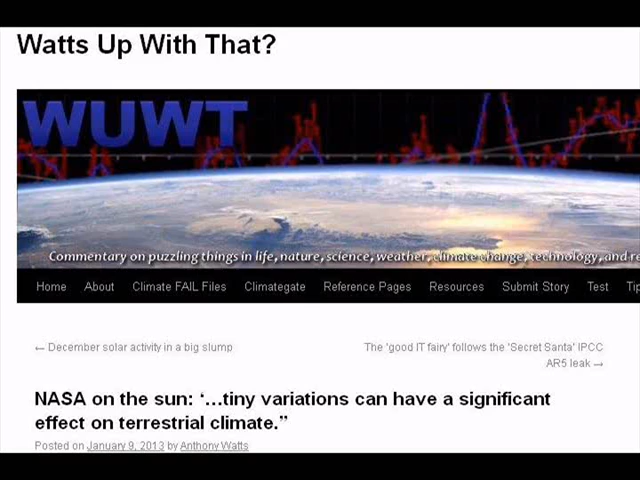 Watts Up With That?
WUWT
Commentary on puzzling things in life, nature, science, weather, climate change, technology, and re
Home About Climate FAIL Files Climategate Reference Pages Resources Submit Story Test Tip
← December solar activity in a big slump
The 'good IT fairy' follows the 'Secret Santa' IPCC
AR5 leak →
NASA on the sun: ‘…tiny variations can have a significant
effect on terrestrial climate.”
Posted on January 9, 2013 by Anthony Watts